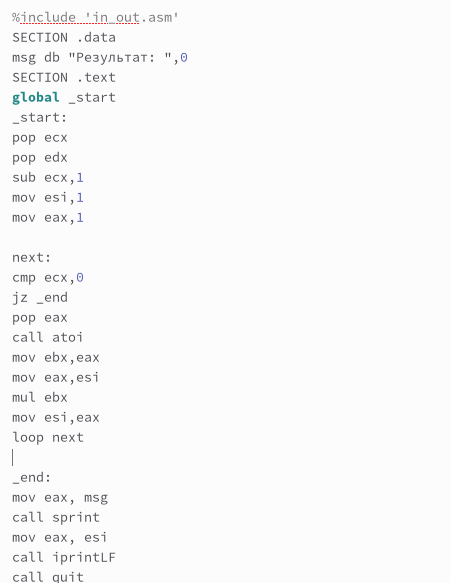 %include 'in_out.asm'
SECTION .data
msg db "Результат: ",0
SECTION .text
global _start
_start:
pop ecx
pop edx
sub ecx,1
mov esi,1
mov eax,1
next:
cmp ecx,0
jz _end
pop eax
call atoi
mov ebx,eax
mov eax,esi
mul ebx
mov esi,eax
loop next
_end:
mov eax, msg
call sprint
mov eax, esi
call iprintLF
call quit